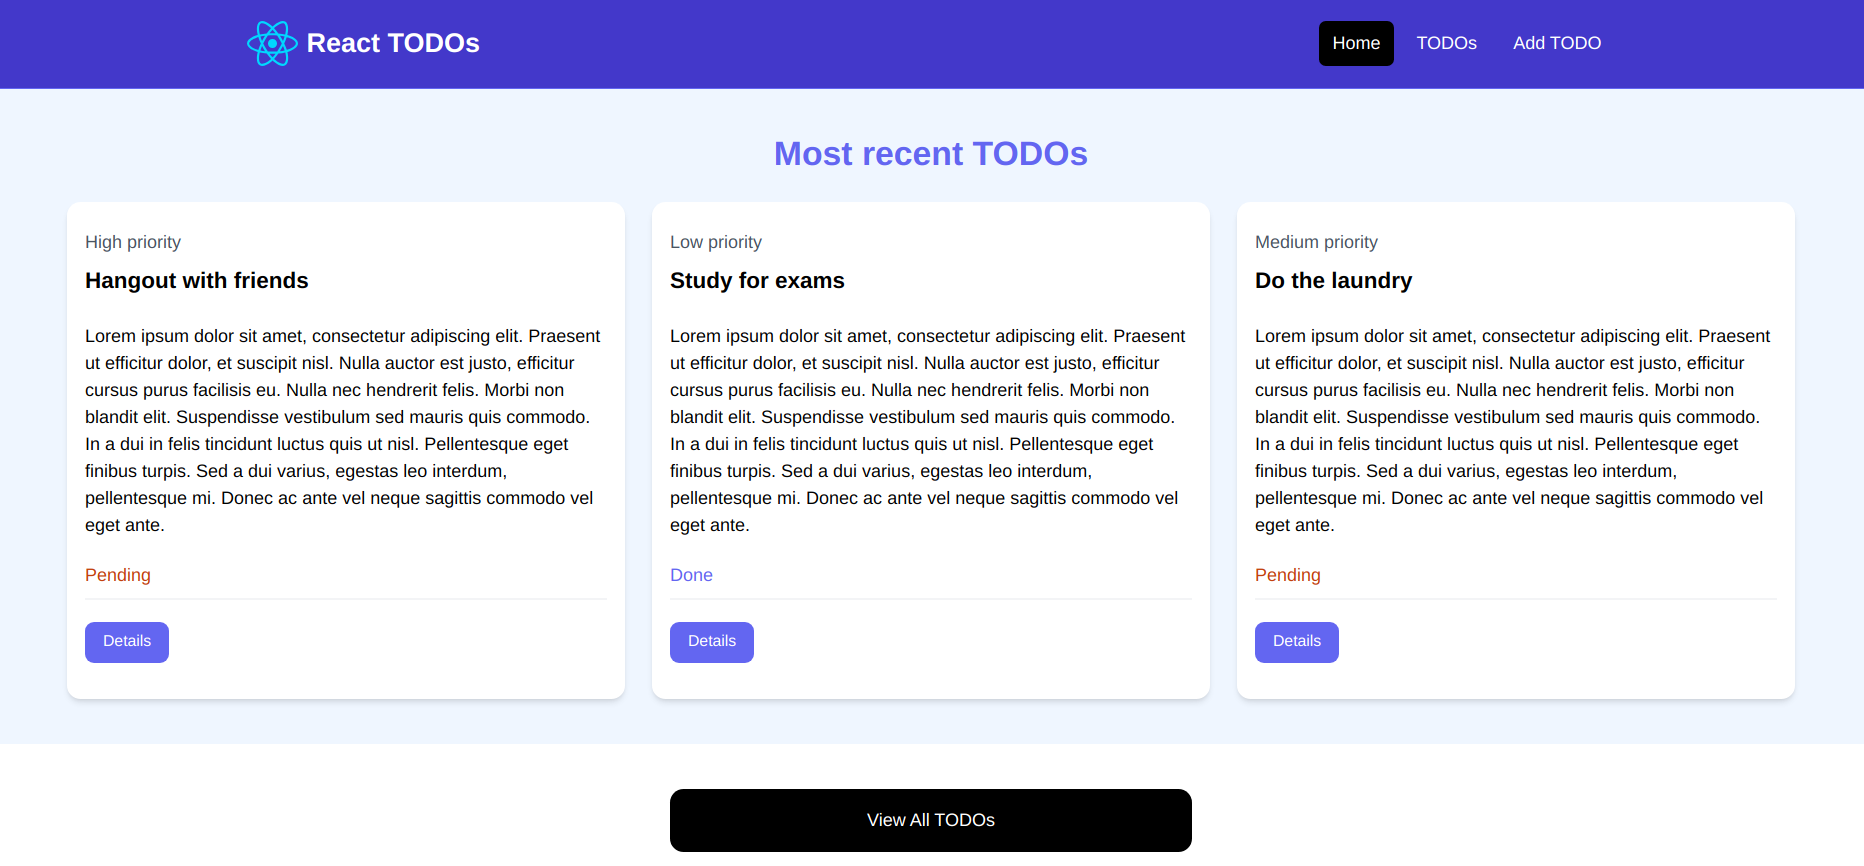 React TODOs
Home
TODOs
Add TODO
Most recent TODOs
High priority
Hangout with friends
Lorem ipsum dolor sit amet, consectetur adipiscing elit. Praesent
ut efficitur dolor, et suscipit nisl. Nulla auctor est justo, efficitur
cursus purus facilisis eu. Nulla nec hendrerit felis. Morbi non
blandit elit. Suspendisse vestibulum sed mauris quis commodo.
In a dui in felis tincidunt luctus quis ut nisl. Pellentesque eget
finibus turpis. Sed a dui varius, egestas leo interdum,
pellentesque mi. Donec ac ante vel neque sagittis commodo vel
eget ante.
Pending
Details
Low priority
Study for exams
Lorem ipsum dolor sit amet, consectetur adipiscing elit. Praesent
ut efficitur dolor, et suscipit nisl. Nulla auctor est justo, efficitur
cursus purus facilisis eu. Nulla nec hendrerit felis. Morbi non
blandit elit. Suspendisse vestibulum sed mauris quis commodo.
In a dui in felis tincidunt luctus quis ut nisl. Pellentesque eget
finibus turpis. Sed a dui varius, egestas leo interdum,
pellentesque mi. Donec ac ante vel neque sagittis commodo vel
eget ante.
Done
Details
Medium priority
Do the laundry
Lorem ipsum dolor sit amet, consectetur adipiscing elit. Praesent
ut efficitur dolor, et suscipit nisl. Nulla auctor est justo, efficitur
cursus purus facilisis eu. Nulla nec hendrerit felis. Morbi non
blandit elit. Suspendisse vestibulum sed mauris quis commodo.
In a dui in felis tincidunt luctus quis ut nisl. Pellentesque eget
finibus turpis. Sed a dui varius, egestas leo interdum,
pellentesque mi. Donec ac ante vel neque sagittis commodo vel
eget ante.
Pending
Details
View All TODOs